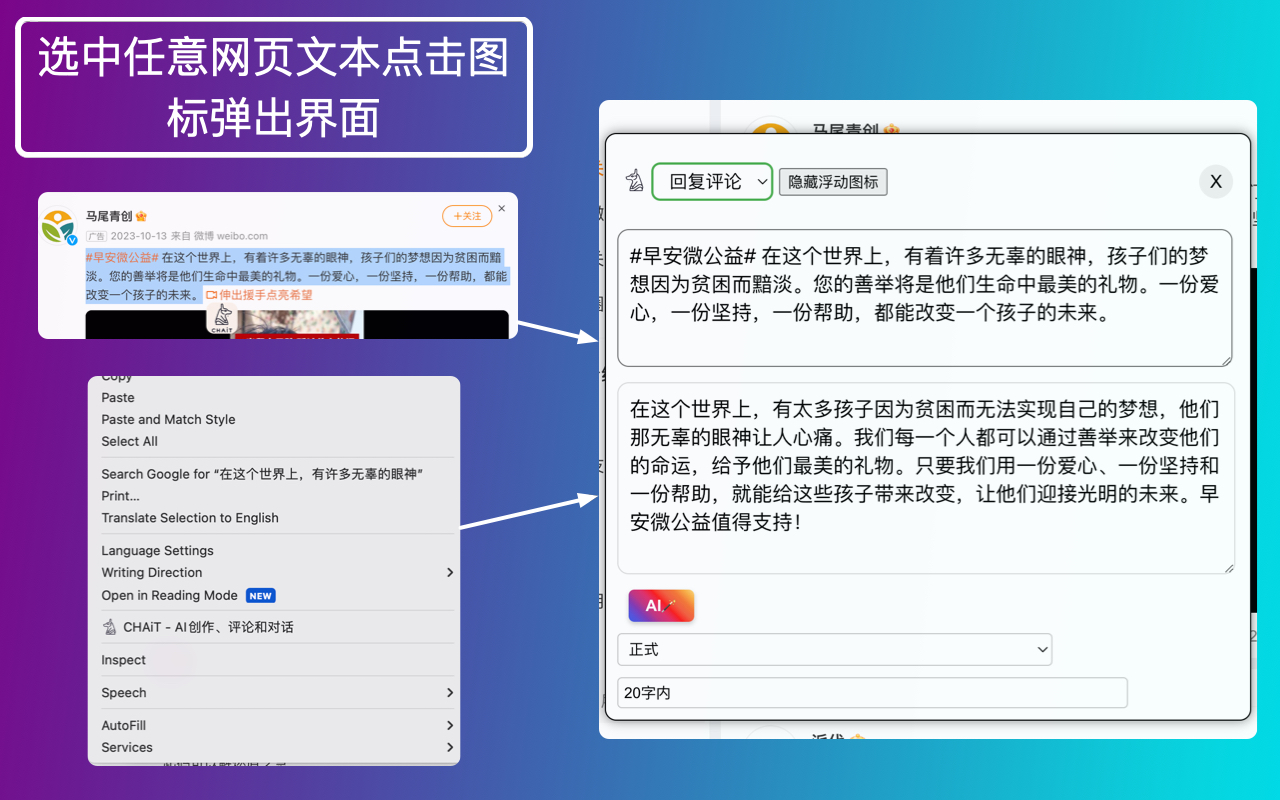 选中任意网页文本点击图
标弹出界面
马尾青创
+关注
广告 2023-10-13 来自 微博 weibo.com
#早安微公益# 在这个世界上，有着许多无辜的眼神，孩子们的梦想因为贫困而黯
淡。您的善举将是他们生命中最美的礼物。一份爱心，一份坚持，一份帮助，都能
改变一个孩子的未来。 伸出援手点亮希望
CHAiT
Copy
Paste
Paste and Match Style
Select All
Search Google for “在这个世界上，有许多无辜的眼神”
Print...
Translate Selection to English
Language Settings
Writing Direction
Open in Reading Mode NEW
CHAiT - AI创作、评论和对话
Inspect
Speech
AutoFill
Services
马尾青创
回复评论
隐藏浮动图标
X
#早安微公益# 在这个世界上，有着许多无辜的眼神，孩子们的梦
想因为贫困而黯淡。您的善举将是他们生命中最美的礼物。一份爱
心，一份坚持，一份帮助，都能改变一个孩子的未来。
在这个世界上，有太多孩子因为贫困而无法实现自己的梦想，他们
那无辜的眼神让人心痛。我们每一个人都可以通过善举来改变他们
的命运，给予他们最美的礼物。只要我们用一份爱心、一份坚持和
一份帮助，就能给这些孩子带来改变，让他们迎接光明的未来。早
安微公益值得支持！
AI
正式
20字内